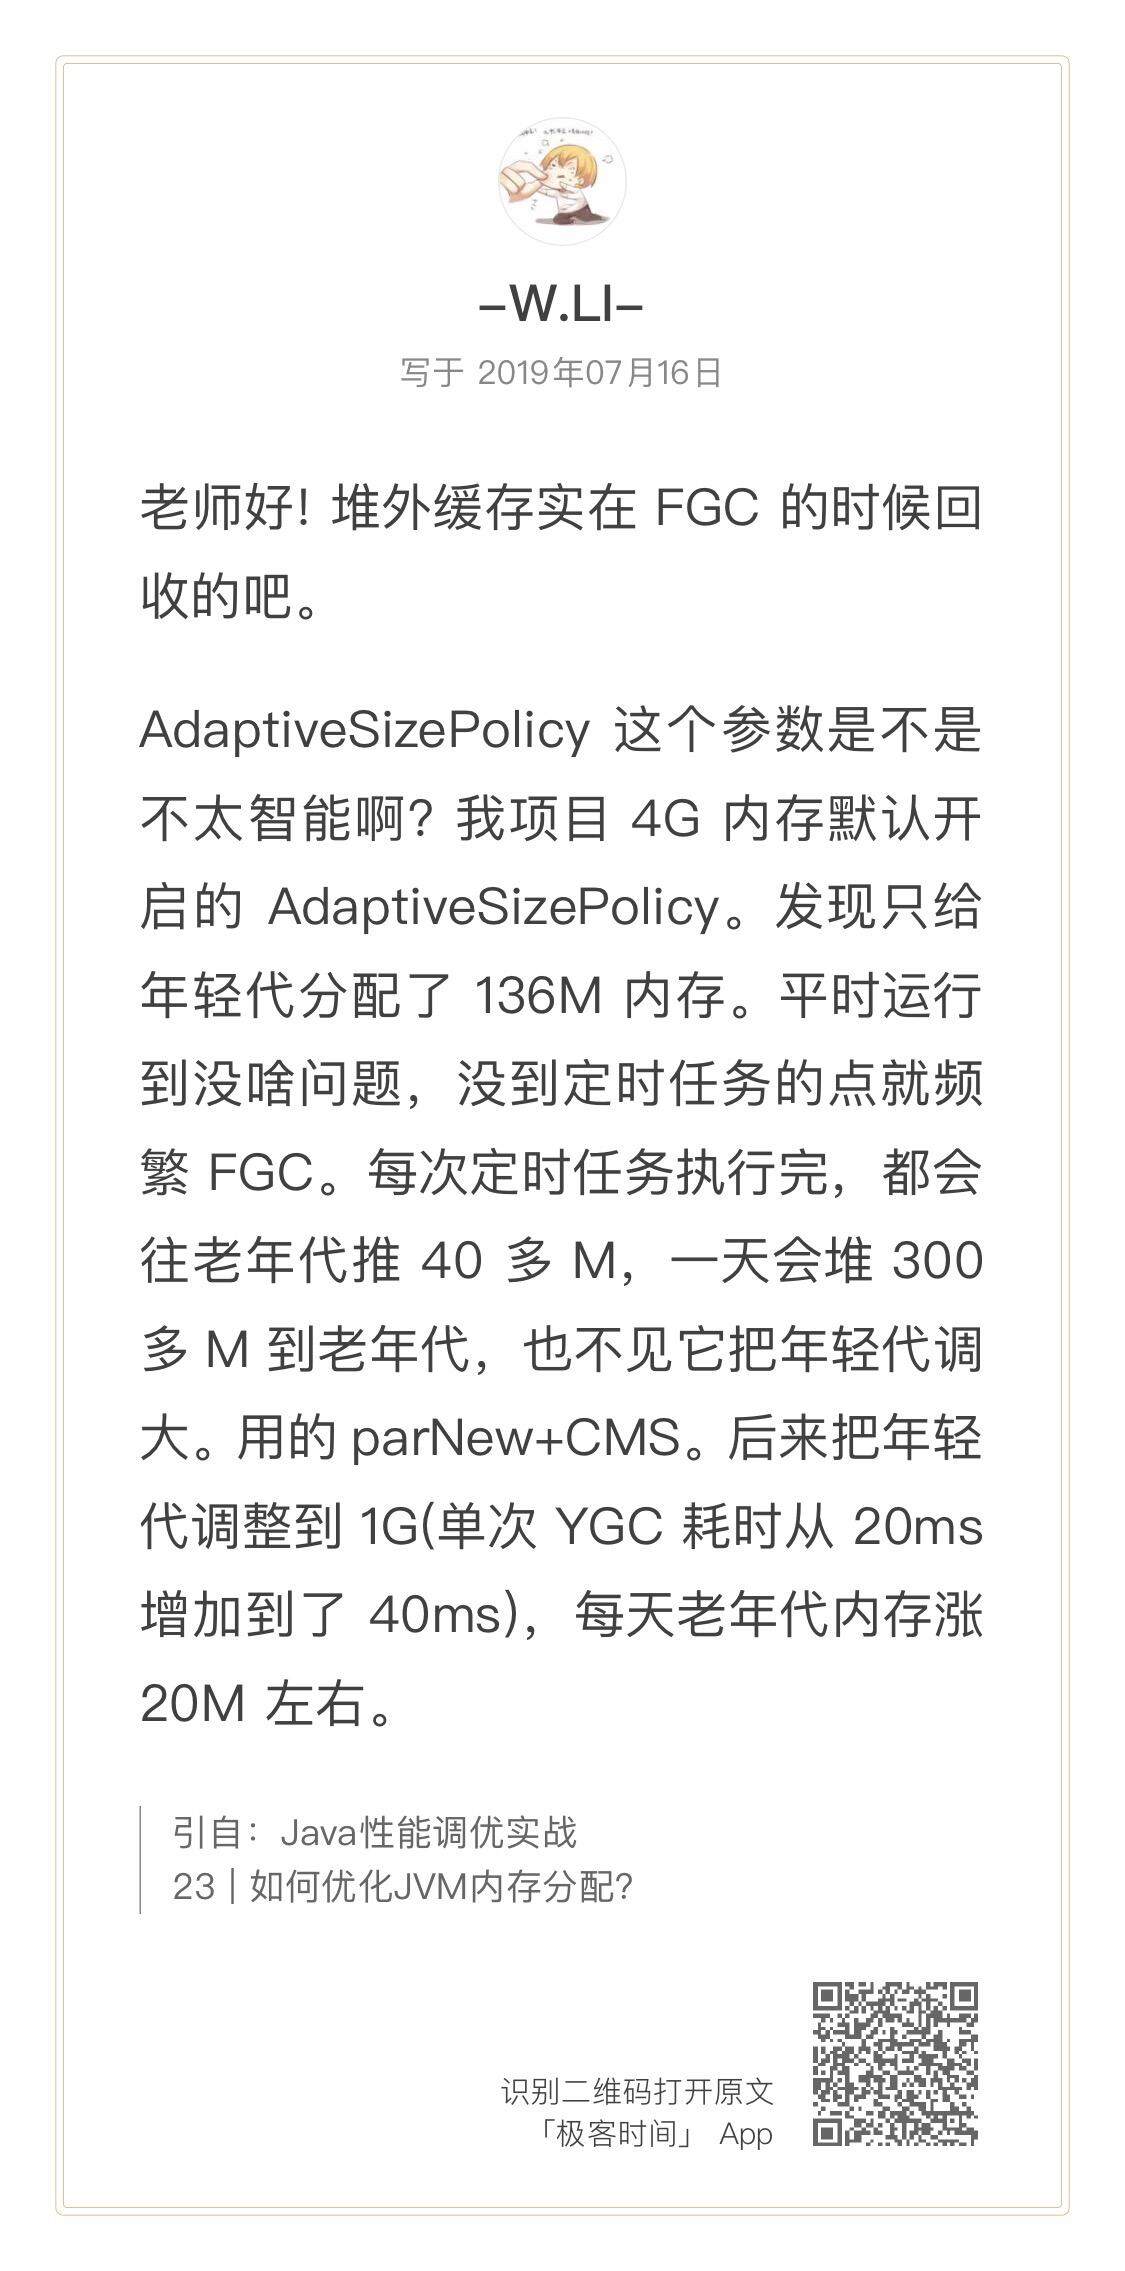 –W.LI–
写于 2019年07月16日
老师好! 堆外缓存实在 FGC 的时候回
收的吧。
AdaptiveSizePolicy 这个参数是不是
不太智能啊? 我项目 4G 内存默认开
启的 AdaptiveSizePolicy。发现只给
年轻代分配了 136M 内存。平时运行
到没啥问题，没到定时任务的点就频
繁 FGC。每次定时任务执行完，都会
往老年代推 40 多 M，一天会堆 300
多 M 到老年代，也不见它把年轻代调
大。用的 parNew+CMS。后来把年轻
代调整到 1G(单次 YGC 耗时从 20ms
增加到了 40ms)，每天老年代内存涨
20M 左右。
引自：Java性能调优实战
23 | 如何优化JVM内存分配?
识别二维码打开原文
「极客时间」 App